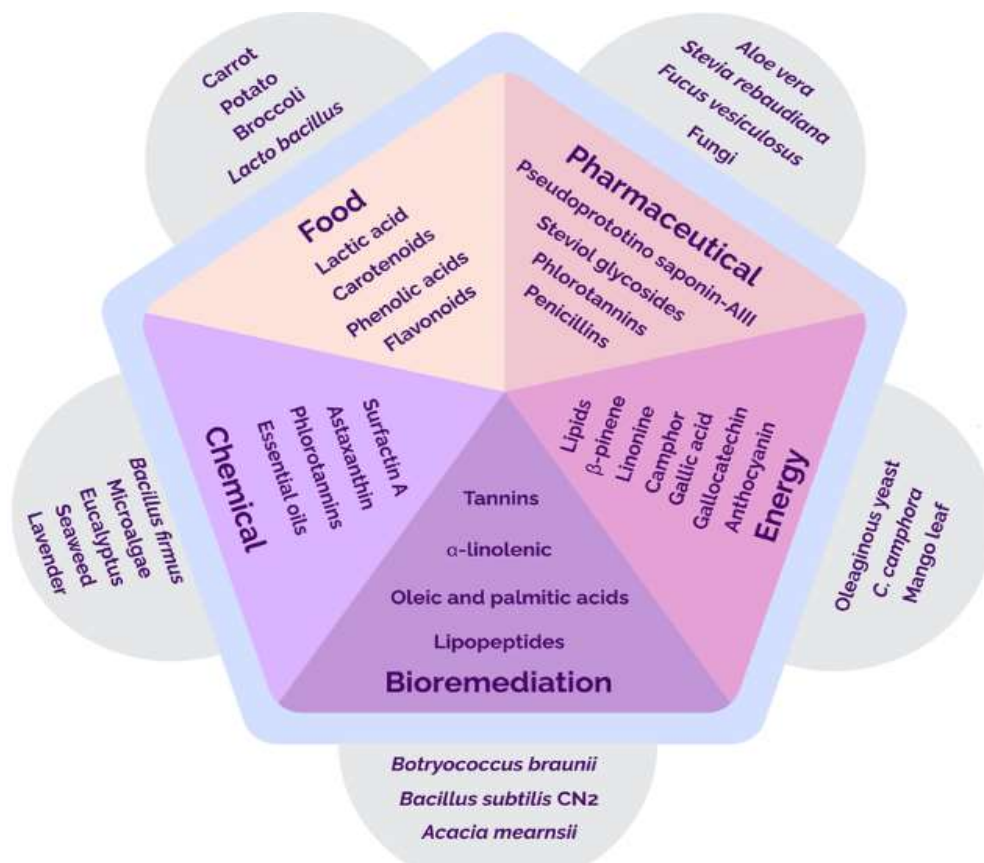 Carrot
Potato
Broccoli
Lacto bacillus
Aloe vera
Stevia rebaudiana
Fucus vesiculosus
Fungi
Food
Lactic acid
Carotenoids
Phenolic acids
Flavonoids
Pharmaceutical
Pseudoprototino saponin-AIII
Steviol glycosides
Phlorotannins
Penicillins
Chemical
Essential oils
Phlorotannins
Astaxanthin
Surfactin A
Lipids
β-pinene
Linonine
Camphor
Gallic acid
Gallocatechin
Anthocyanin
Energy
Tannins
α-linolenic
Oleic and palmitic acids
Lipopeptides
Bioremediation
Bacillus firmus
Microalgae
Eucalyptus
Seaweed
Lavender
Oleaginous yeast
C. camphora
Mango leaf
Botryococcus braunii
Bacillus subtilis CN2
Acacia mearnsii